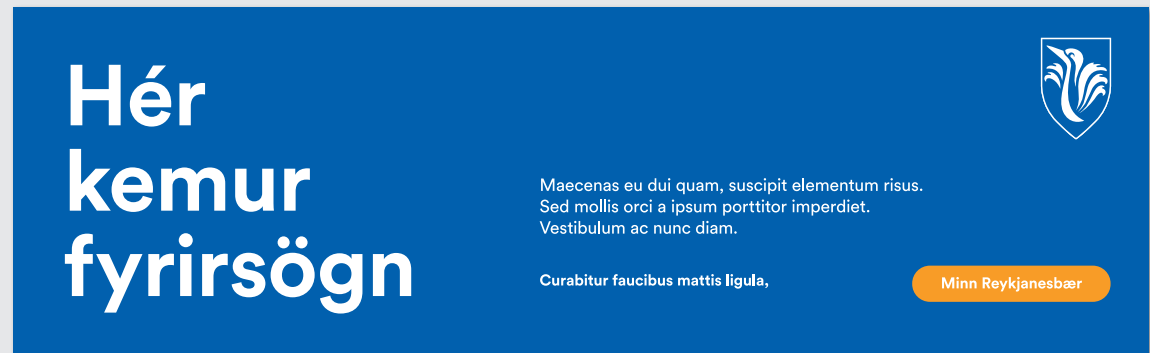 Hér
kemur
fyrirsögn
Maecenas eu dui quam, suscipit elementum risus.
Sed mollis orci a ipsum porttitor imperdiet.
Vestibulum ac nunc diam.
Curabitur faucibus mattis ligula,
Minn Reykjanesbær